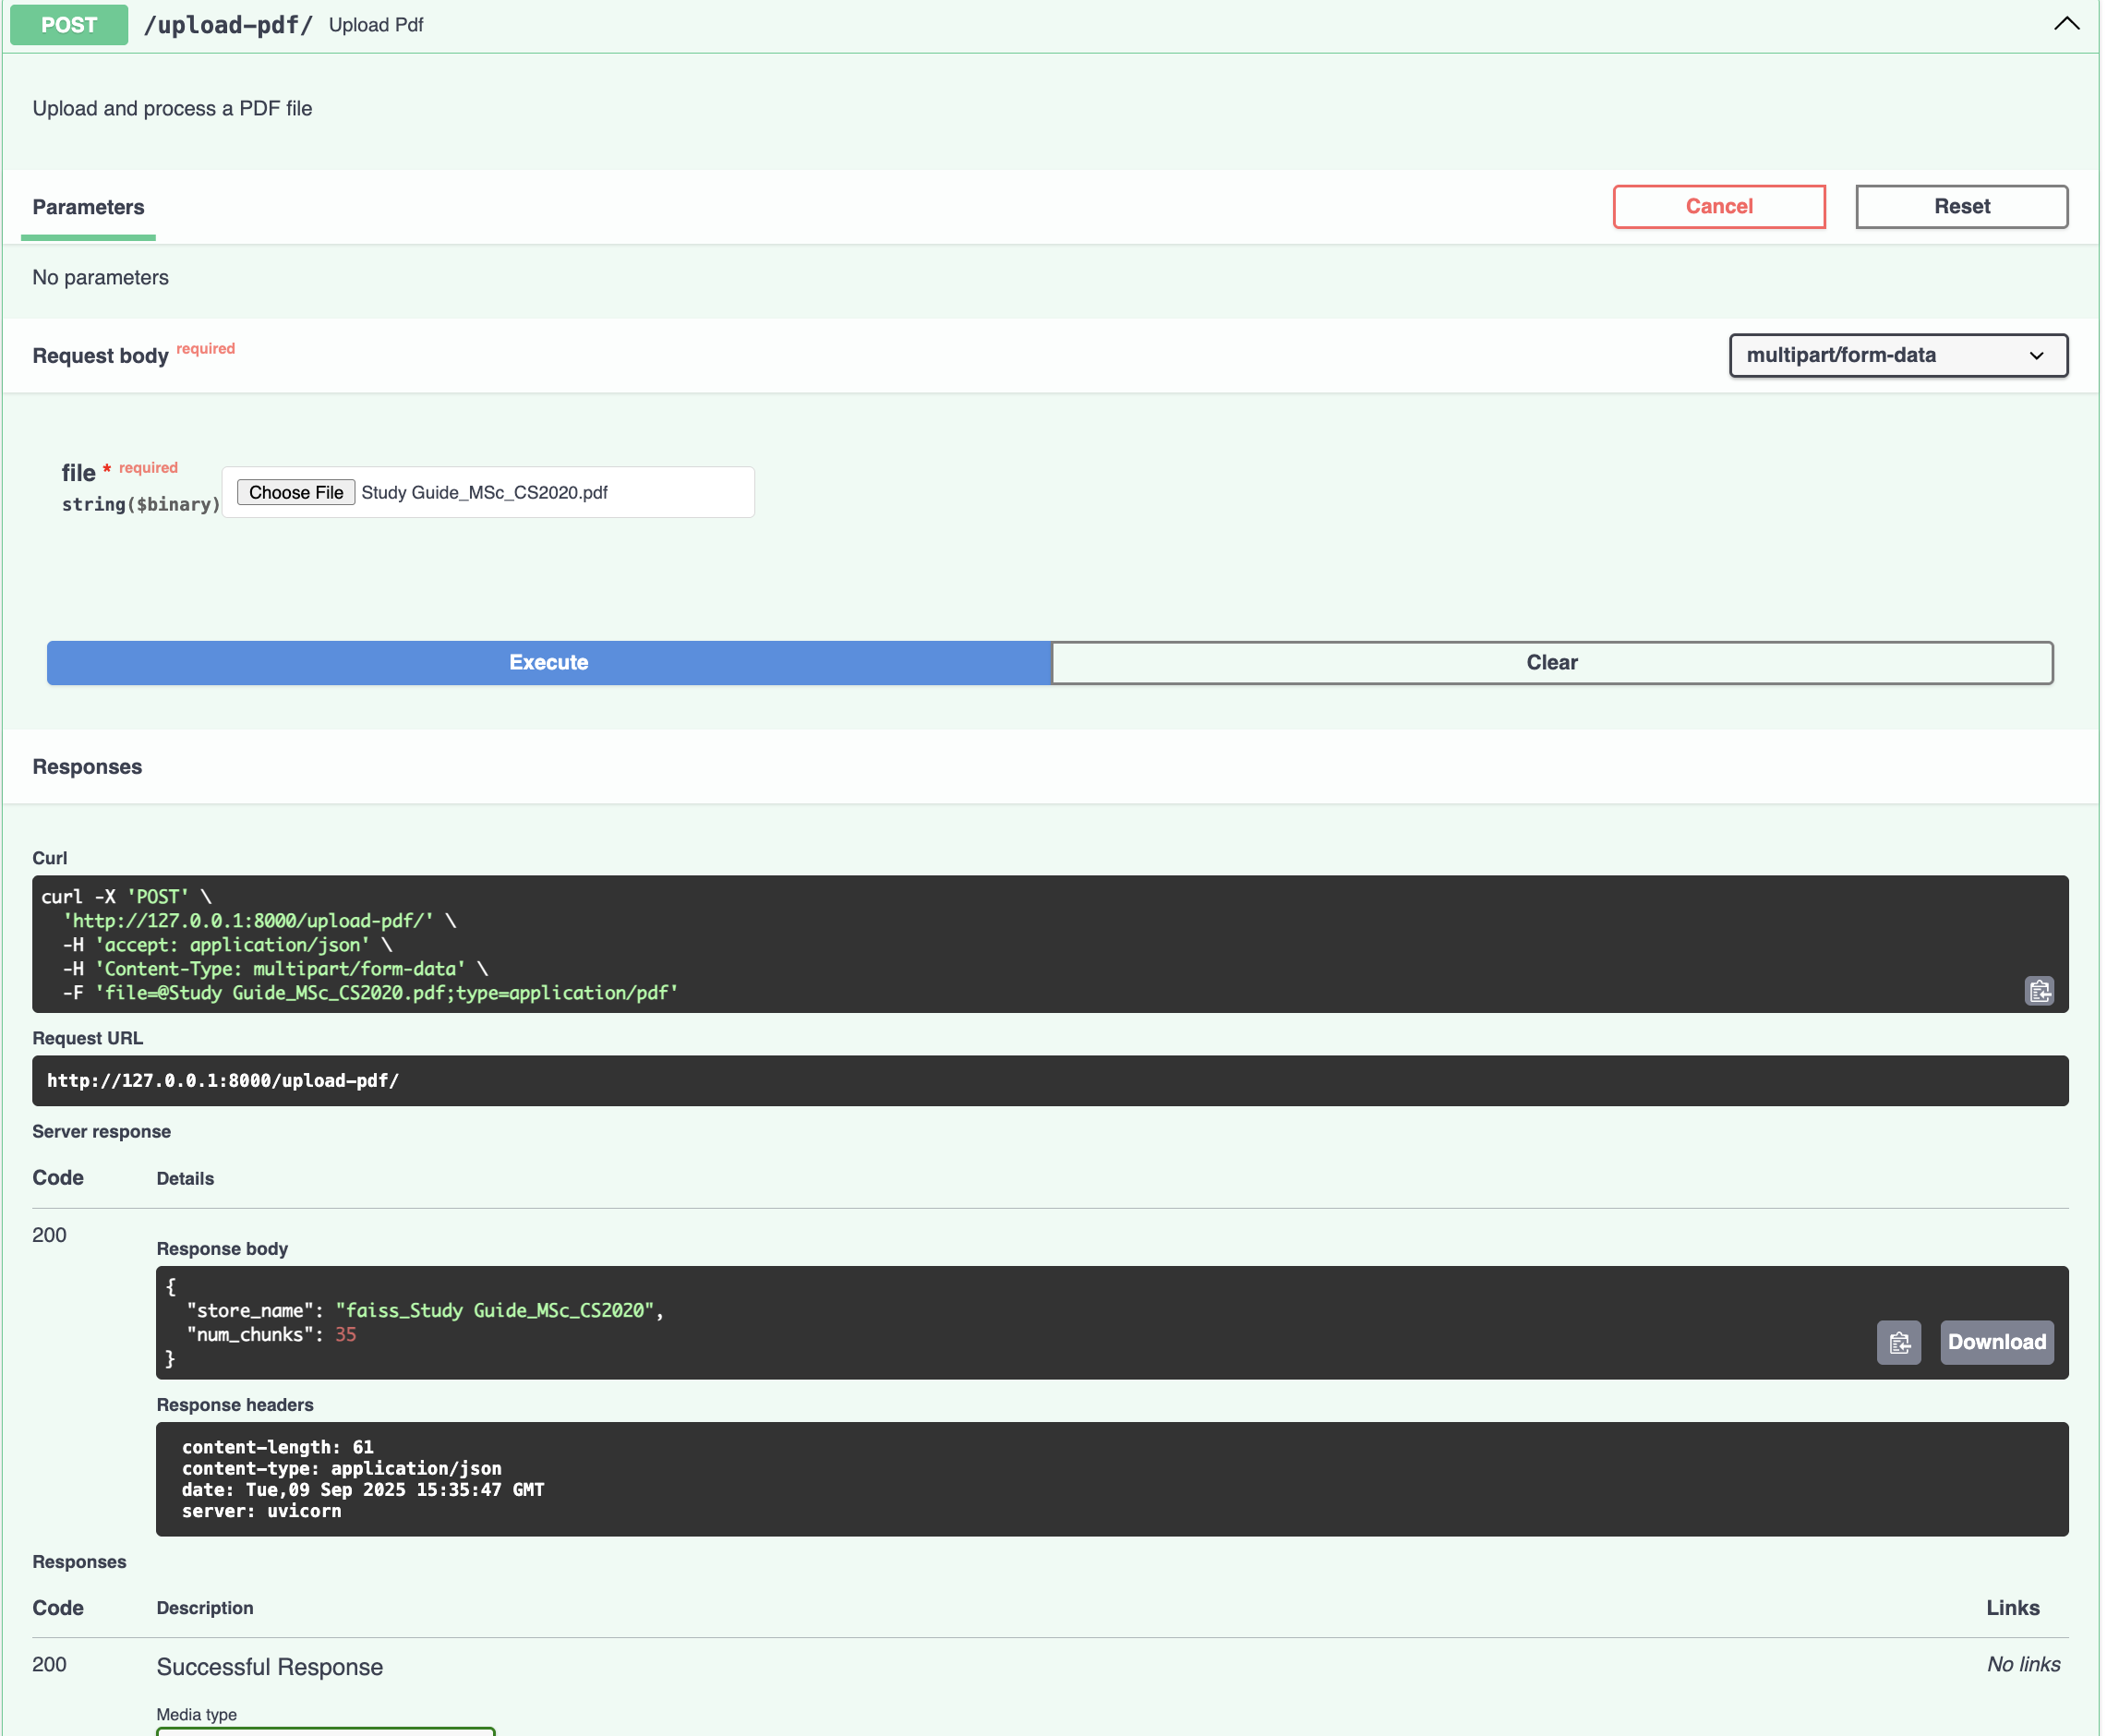 POST /upload-pdf/ Upload Pdf
Upload and process a PDF file
Parameters
Cancel
Reset
No parameters
Request body required
multipart/form-data
file * required
string($binary)
Choose File Study Guide_MSc_CS2020.pdf
Execute
Clear
Responses
Curl
curl -X 'POST' \
  'http://127.0.0.1:8000/upload-pdf/' \
  -H 'accept: application/json' \
  -H 'Content-Type: multipart/form-data' \
  -F 'file=@Study Guide_MSc_CS2020.pdf;type=application/pdf'
Request URL
http://127.0.0.1:8000/upload-pdf/
Server response
Code Details
200
Response body
{
  "store_name": "faiss_Study Guide_MSc_CS2020",
  "num_chunks": 35
}
Download
Response headers
content-length: 61
content-type: application/json
date: Tue,09 Sep 2025 15:35:47 GMT
server: uvicorn
Responses
Code Description Links
200 Successful Response No links
Media type